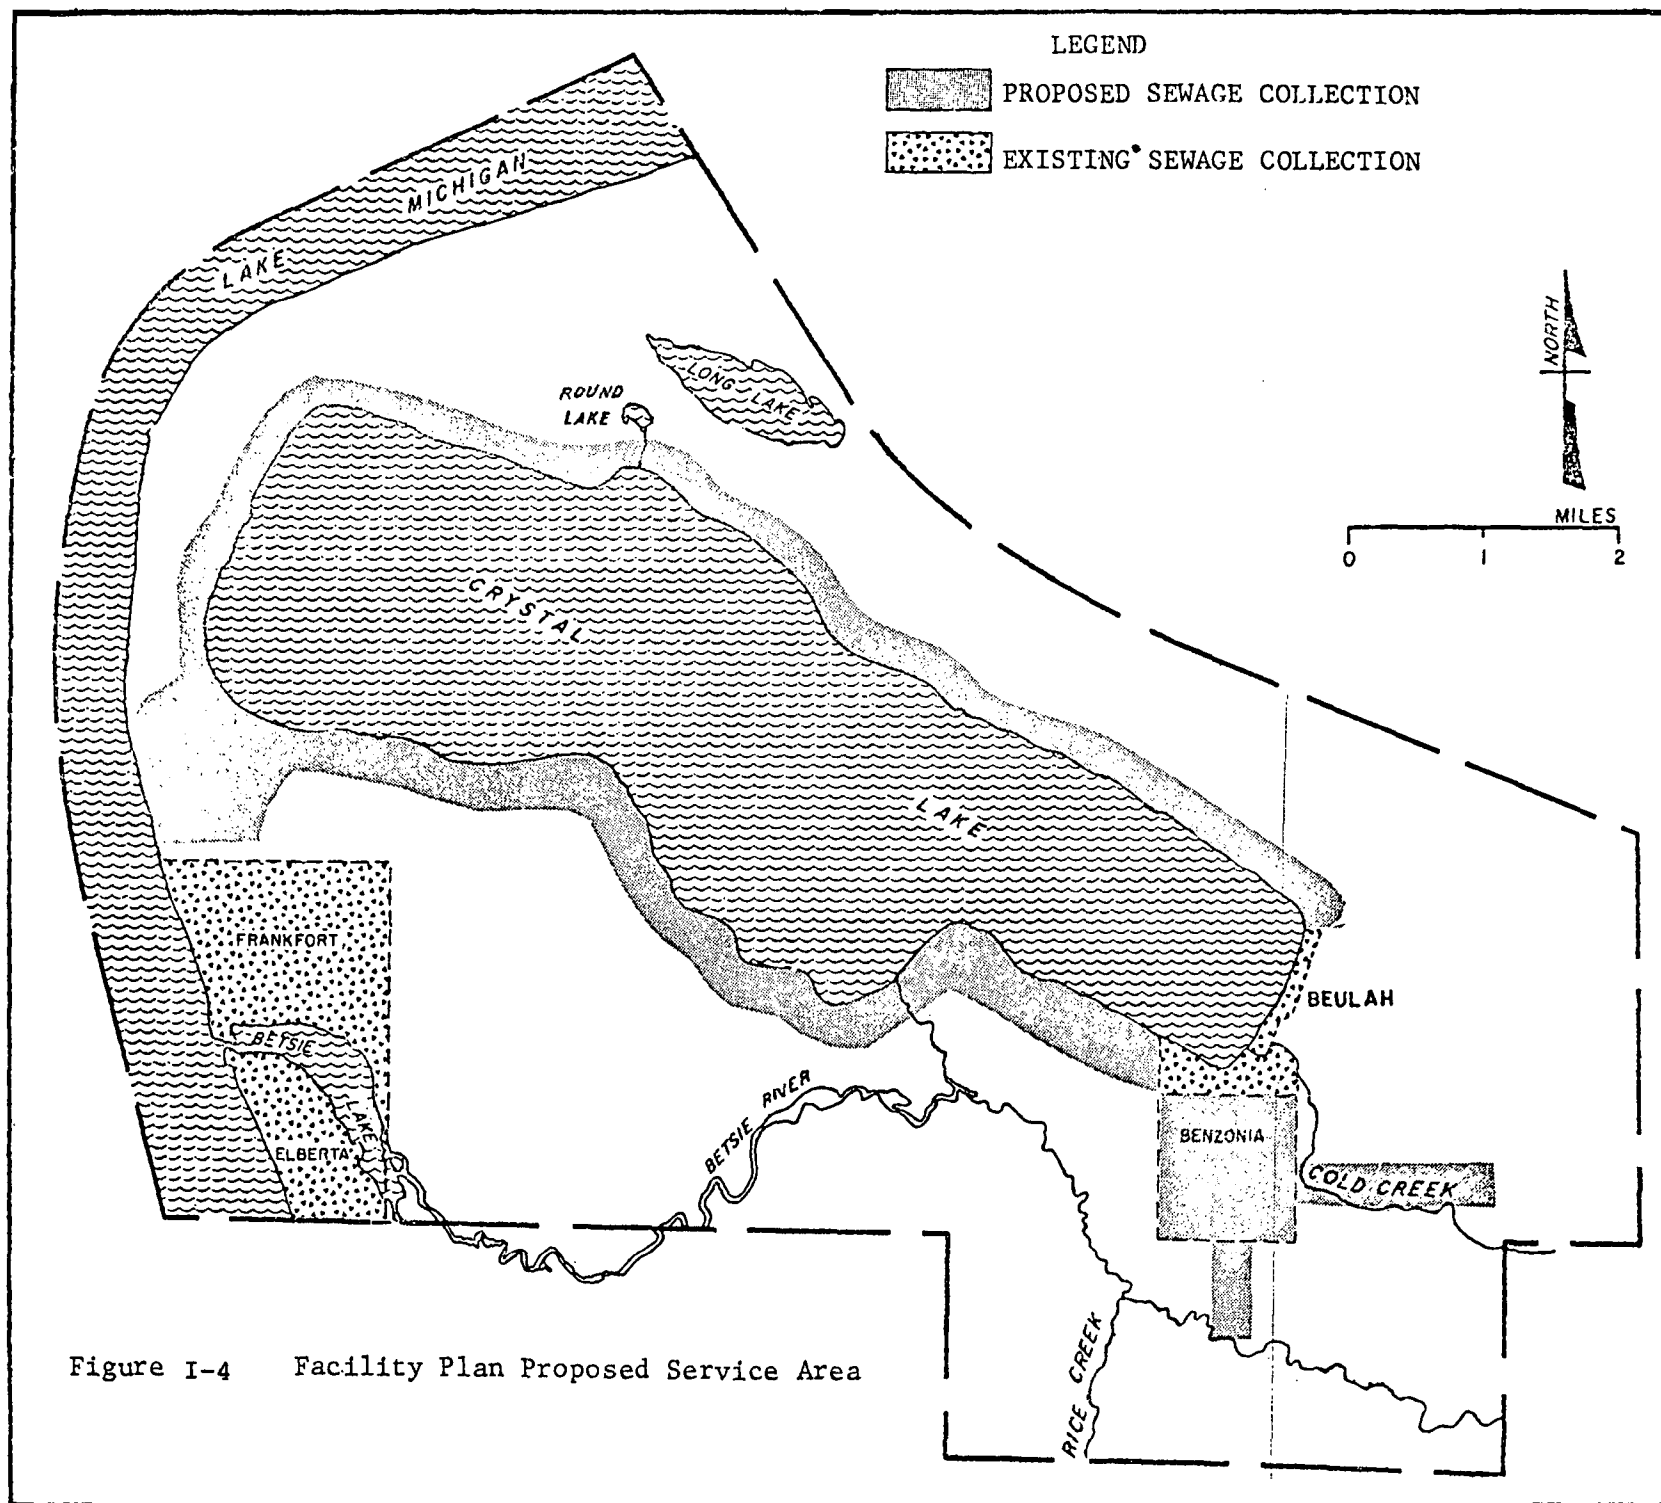 LEGEND
PROPOSED SEWAGE COLLECTION
EXISTING SEWAGE COLLECTION
LAKE MICHIGAN
NORTH
ROUND
LAKE
LONG LAKE
MILES
0 1 2
CRYSTAL LAKE
FRANKFORT
BEULAH
BETSIE LAKE
BETSIE RIVER
BENZONIA
ELBERTA
COLD CREEK
RICE CREEK
Figure I-4 Facility Plan Proposed Service Area